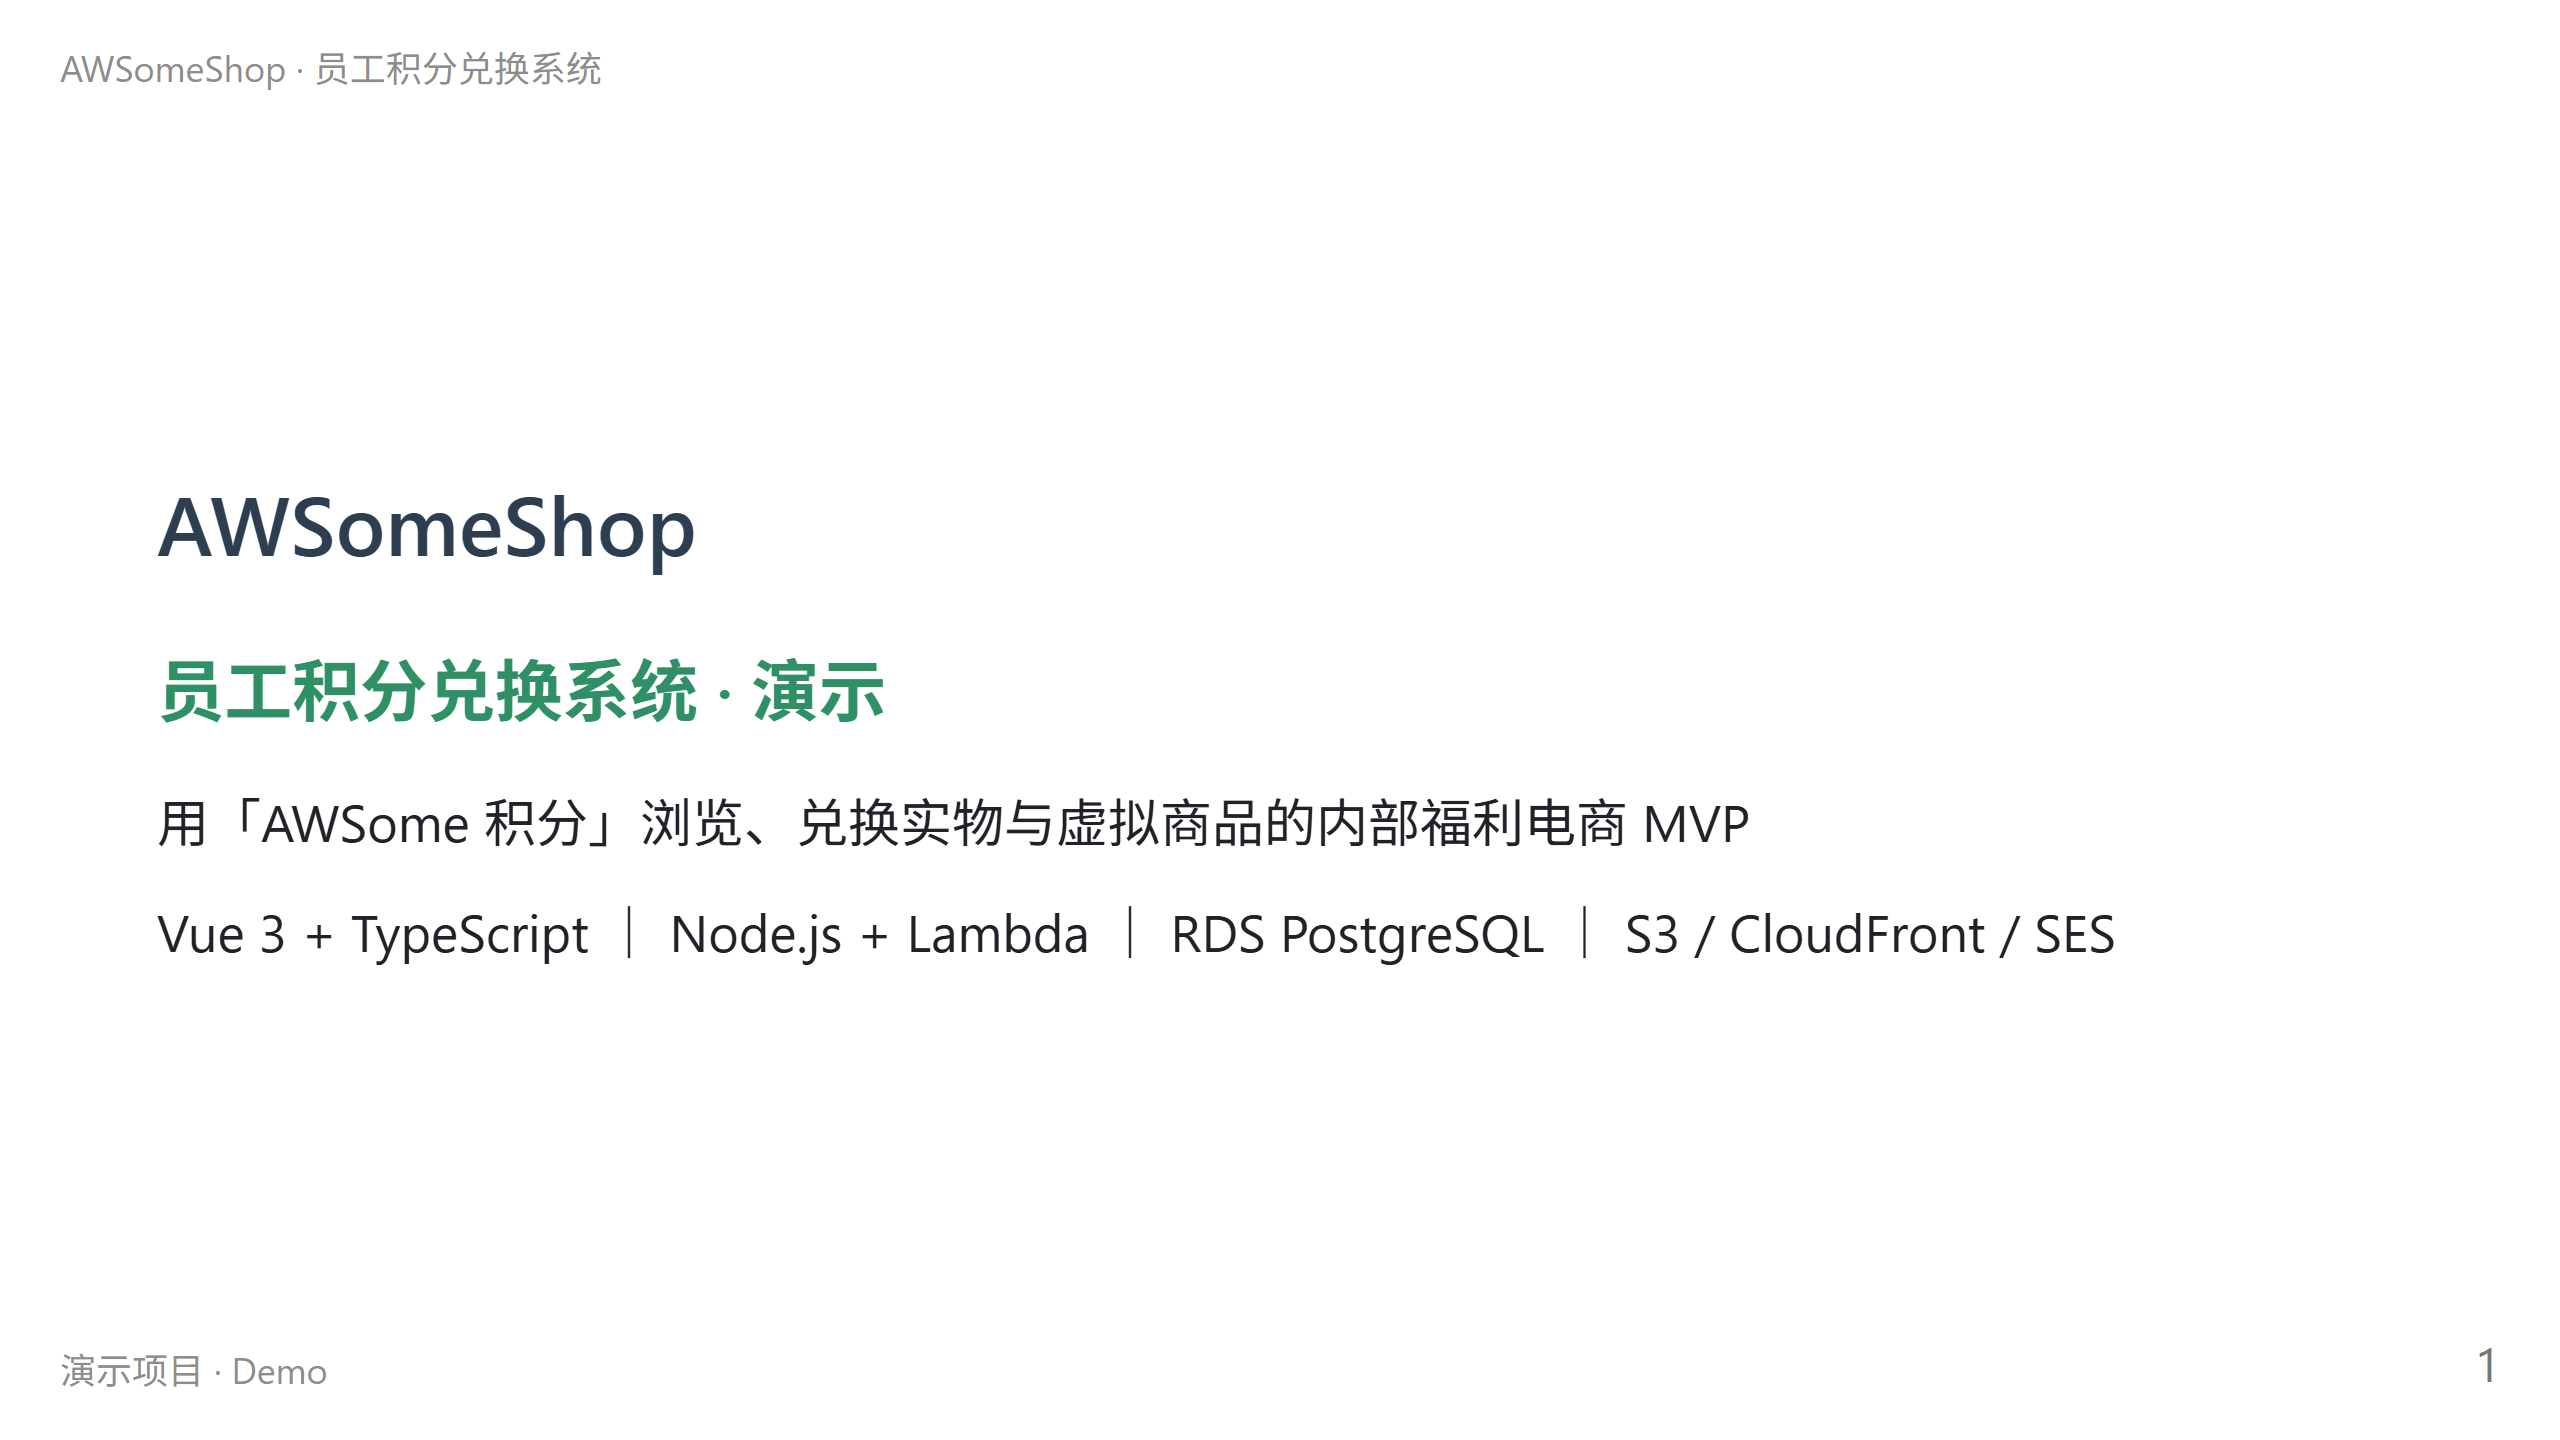 AWSomeShop · 员工积分兑换系统
AWSomeShop
员工积分兑换系统 · 演示
用「AWSome 积分」浏览、兑换实物与虚拟商品的内部福利电商 MVP
Vue 3 + TypeScript ｜ Node.js + Lambda ｜ RDS PostgreSQL ｜ S3 / CloudFront / SES
演示项目 · Demo
1